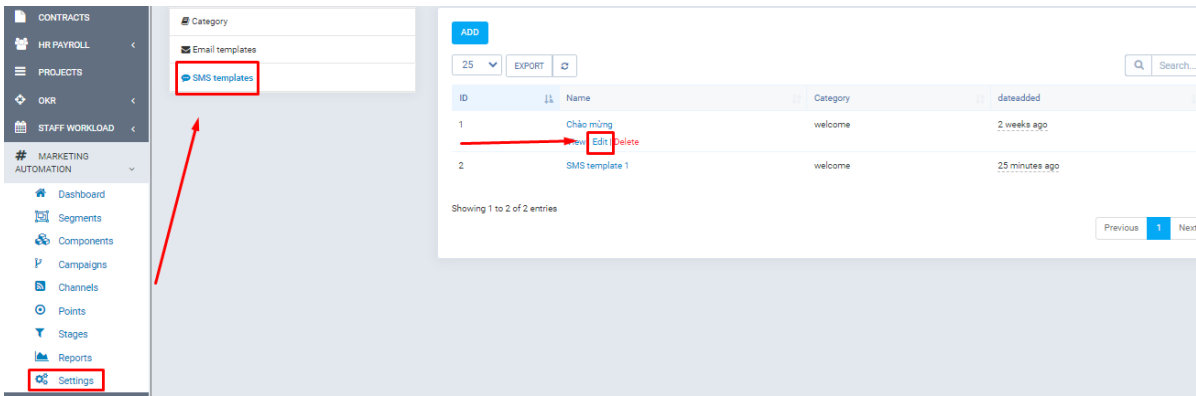 CONTRACTS
HR PAYROLL
PROJECTS
OKR
STAFF WORKLOAD
MARKETING
AUTOMATION
Dashboard
Segments
Components
Campaigns
Channels
Points
Stages
Reports
Settings
Category
Email templates
SMS templates
ADD
25 EXPORT
Search...
ID Name Category dateadded
1 Chào mừng welcome 2 weeks ago
Edit | Delete
2 SMS template 1 welcome 25 minutes ago
Showing 1 to 2 of 2 entries
Previous 1 Next